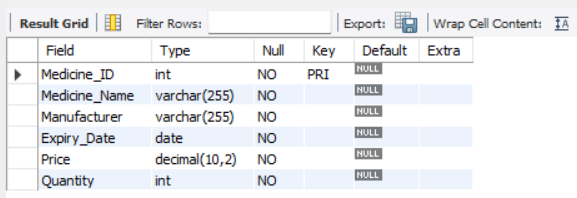 Result Grid Filter Rows: Export: Wrap Cell Content: IA
Field Type Null Key Default Extra
Medicine_ID int NO PRI NULL
Medicine_Name varchar(255) NO NULL
Manufacturer varchar(255) NO NULL
Expiry_Date date NO NULL
Price decimal(10,2) NO NULL
Quantity int NO NULL